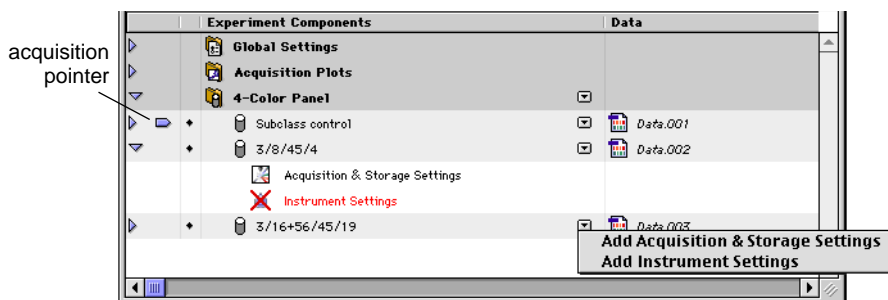 Experiment Components Data
Global Settings
acquisition
pointer
Acquisition Plots
4-Color Panel
Subclass control Data.001
3/8/45/4 Data.002
Acquisition & Storage Settings
Instrument Settings
3/16+56/45/19 Data.003
Add Acquisition & Storage Settings
Add Instrument Settings